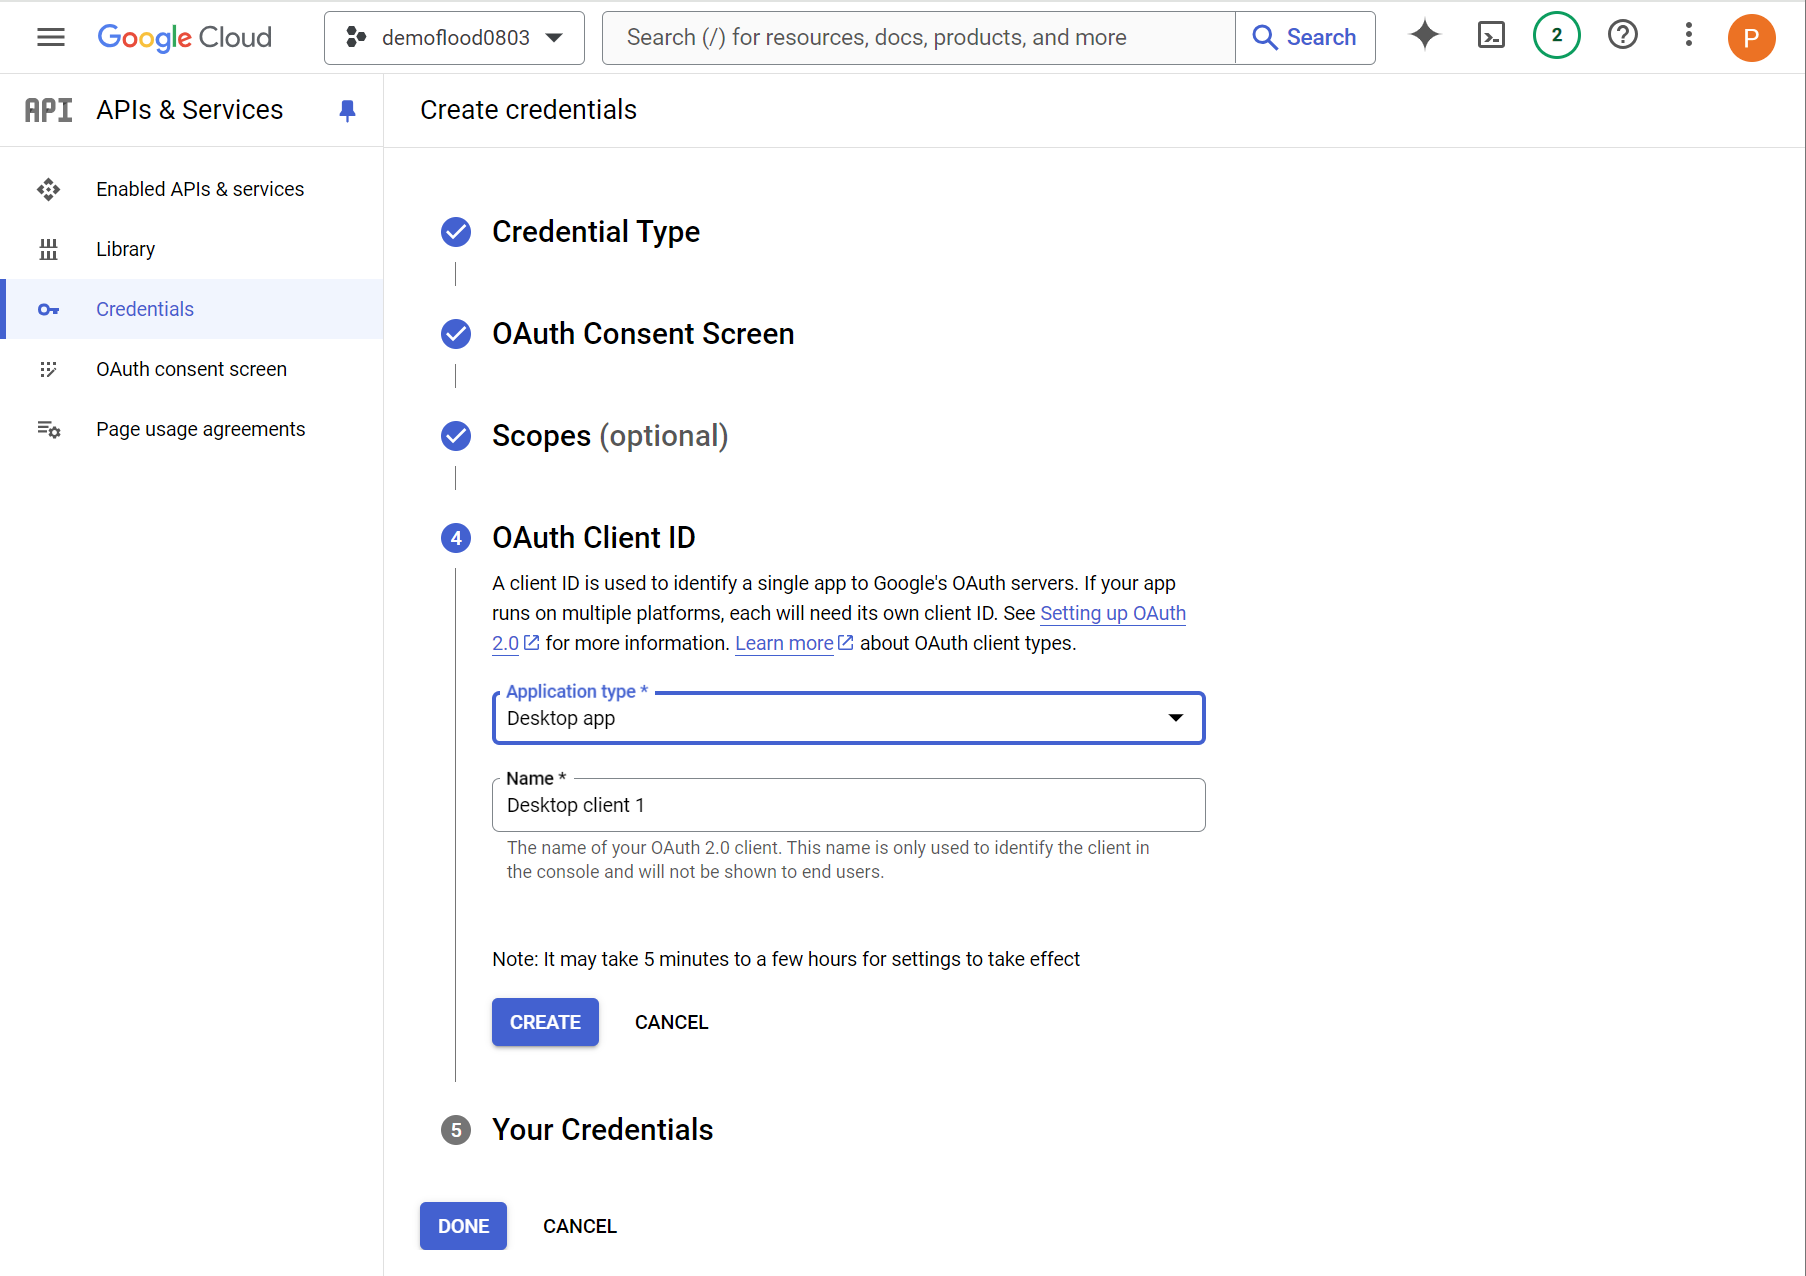 Google Cloud
demoflood0803
Search (/) for resources, docs, products, and more
Search
2
P
API
APIs & Services
Create credentials
Enabled APIs & services
Library
Credentials
OAuth consent screen
Page usage agreements
Credential Type
OAuth Consent Screen
Scopes (optional)
4
OAuth Client ID
A client ID is used to identify a single app to Google's OAuth servers. If your app
runs on multiple platforms, each will need its own client ID. See Setting up OAuth
2.0 for more information. Learn more about OAuth client types.
Application type *
Desktop app
Name *
Desktop client 1
The name of your OAuth 2.0 client. This name is only used to identify the client in
the console and will not be shown to end users.
Note: It may take 5 minutes to a few hours for settings to take effect
CREATE
CANCEL
5
Your Credentials
DONE
CANCEL